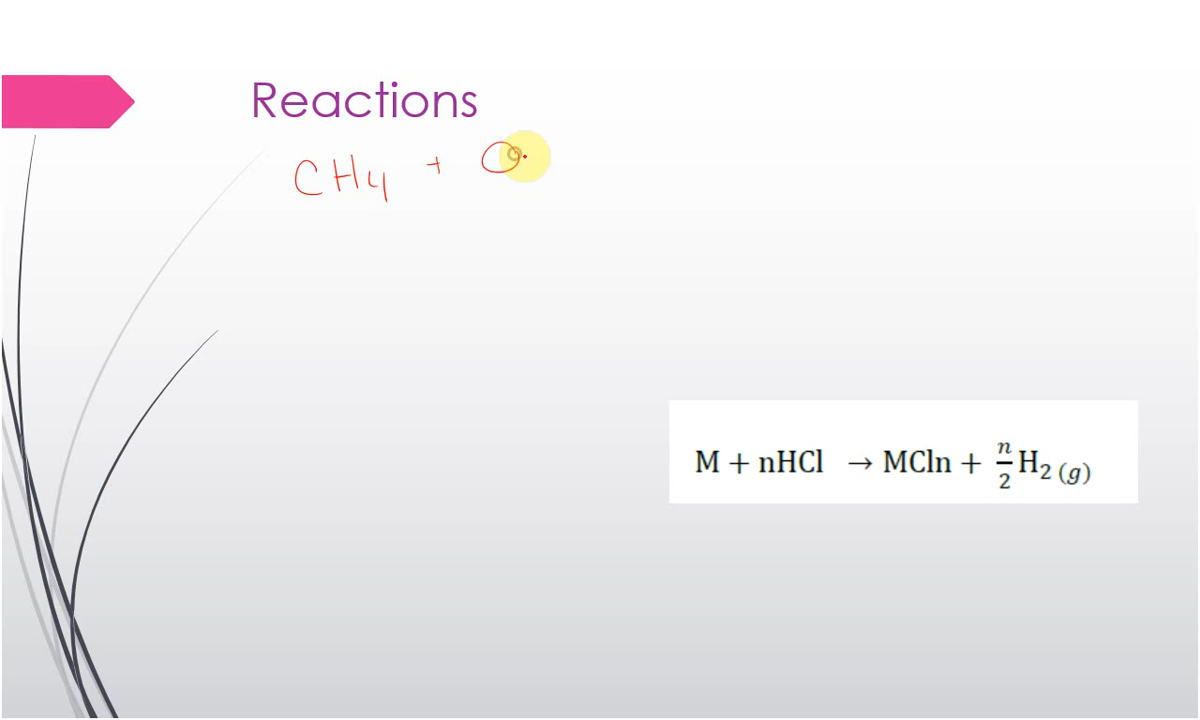 Reactions
CH4 + O
M + nHCl → MCln + n/2 H2 (g)